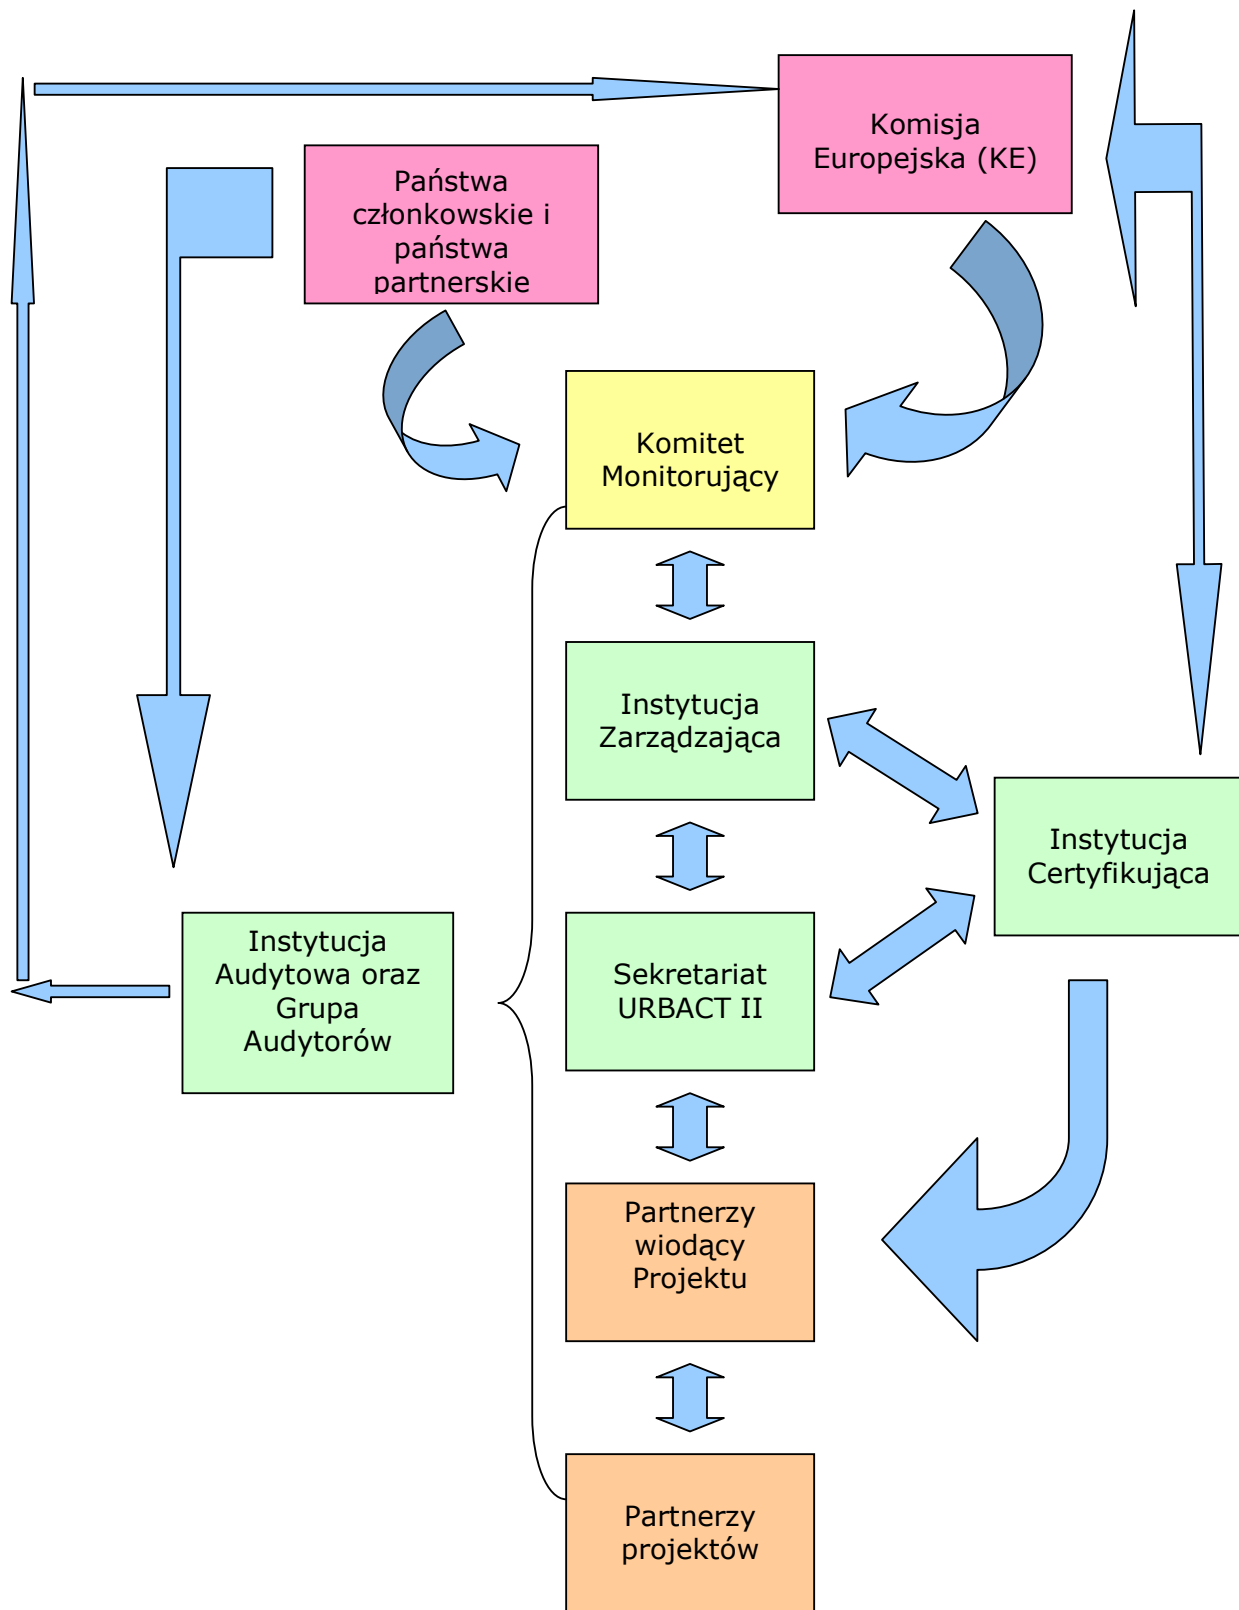 Komisja
Europejska (KE)
Państwa
członkowskie i
państwa
partnerskie
Komitet
Monitorujący
Instytucja
Zarządzająca
Instytucja
Certyfikująca
Instytucja
Audytowa oraz
Grupa
Audytorów
Sekretariat
URBACT II
Partnerzy
wiodący
Projektu
Partnerzy
projektów